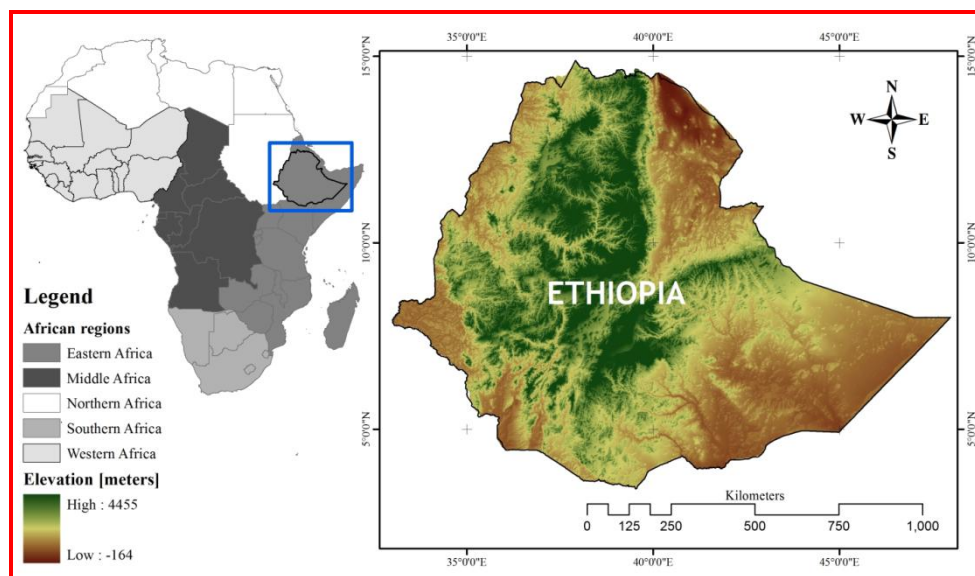 35°0'0"E 40°0'0"E 45°0'0"E
15°0'0"N 15°0'0"N
N
W E
S
10°0'0"N 10°0'0"N
ETHIOPIA
Legend
African regions
Eastern Africa
Middle Africa
Northern Africa
Southern Africa
Western Africa
Elevation [meters]
High : 4455
Low : -164
5°0'0"N 5°0'0"N
Kilometers
0 125 250 500 750 1,000
35°0'0"E 40°0'0"E 45°0'0"E